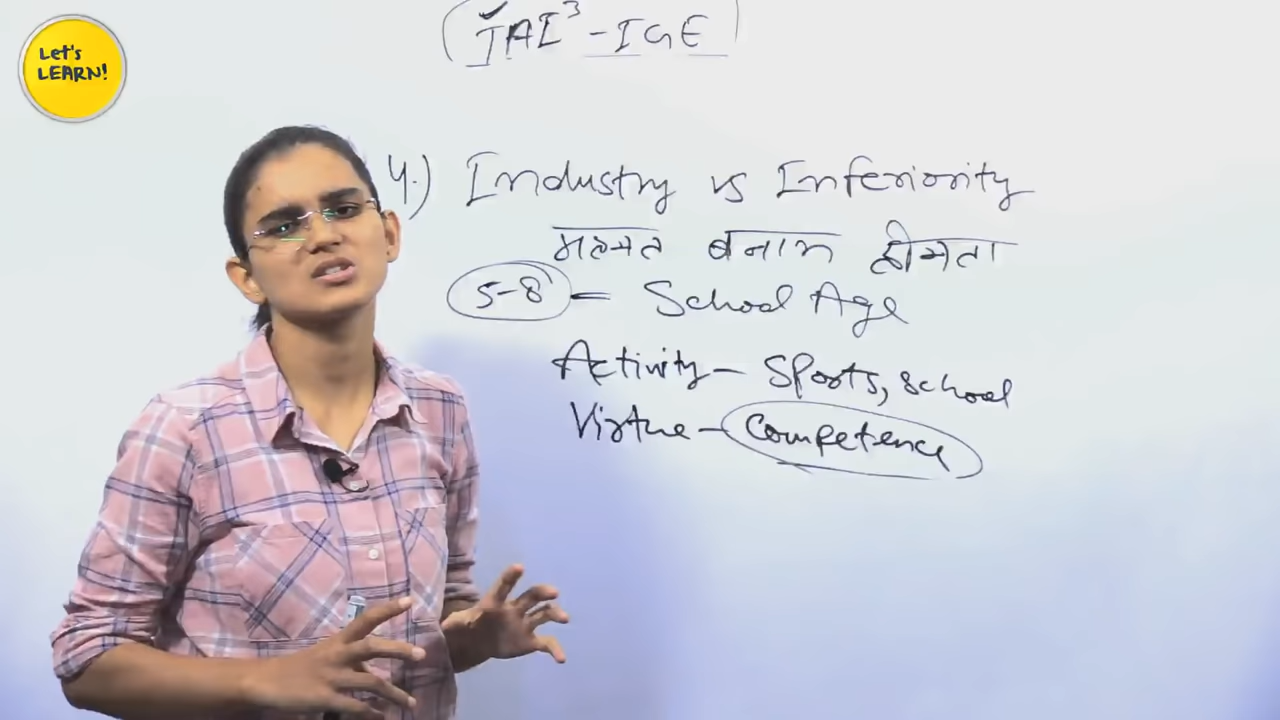 Let's
LEARN!
TAI³-IGE
4.) Industry vs Inferiority
मेहनत बनाम हीनता
5-8 = School Age
Activity - Sports, School
Virtue - Competence